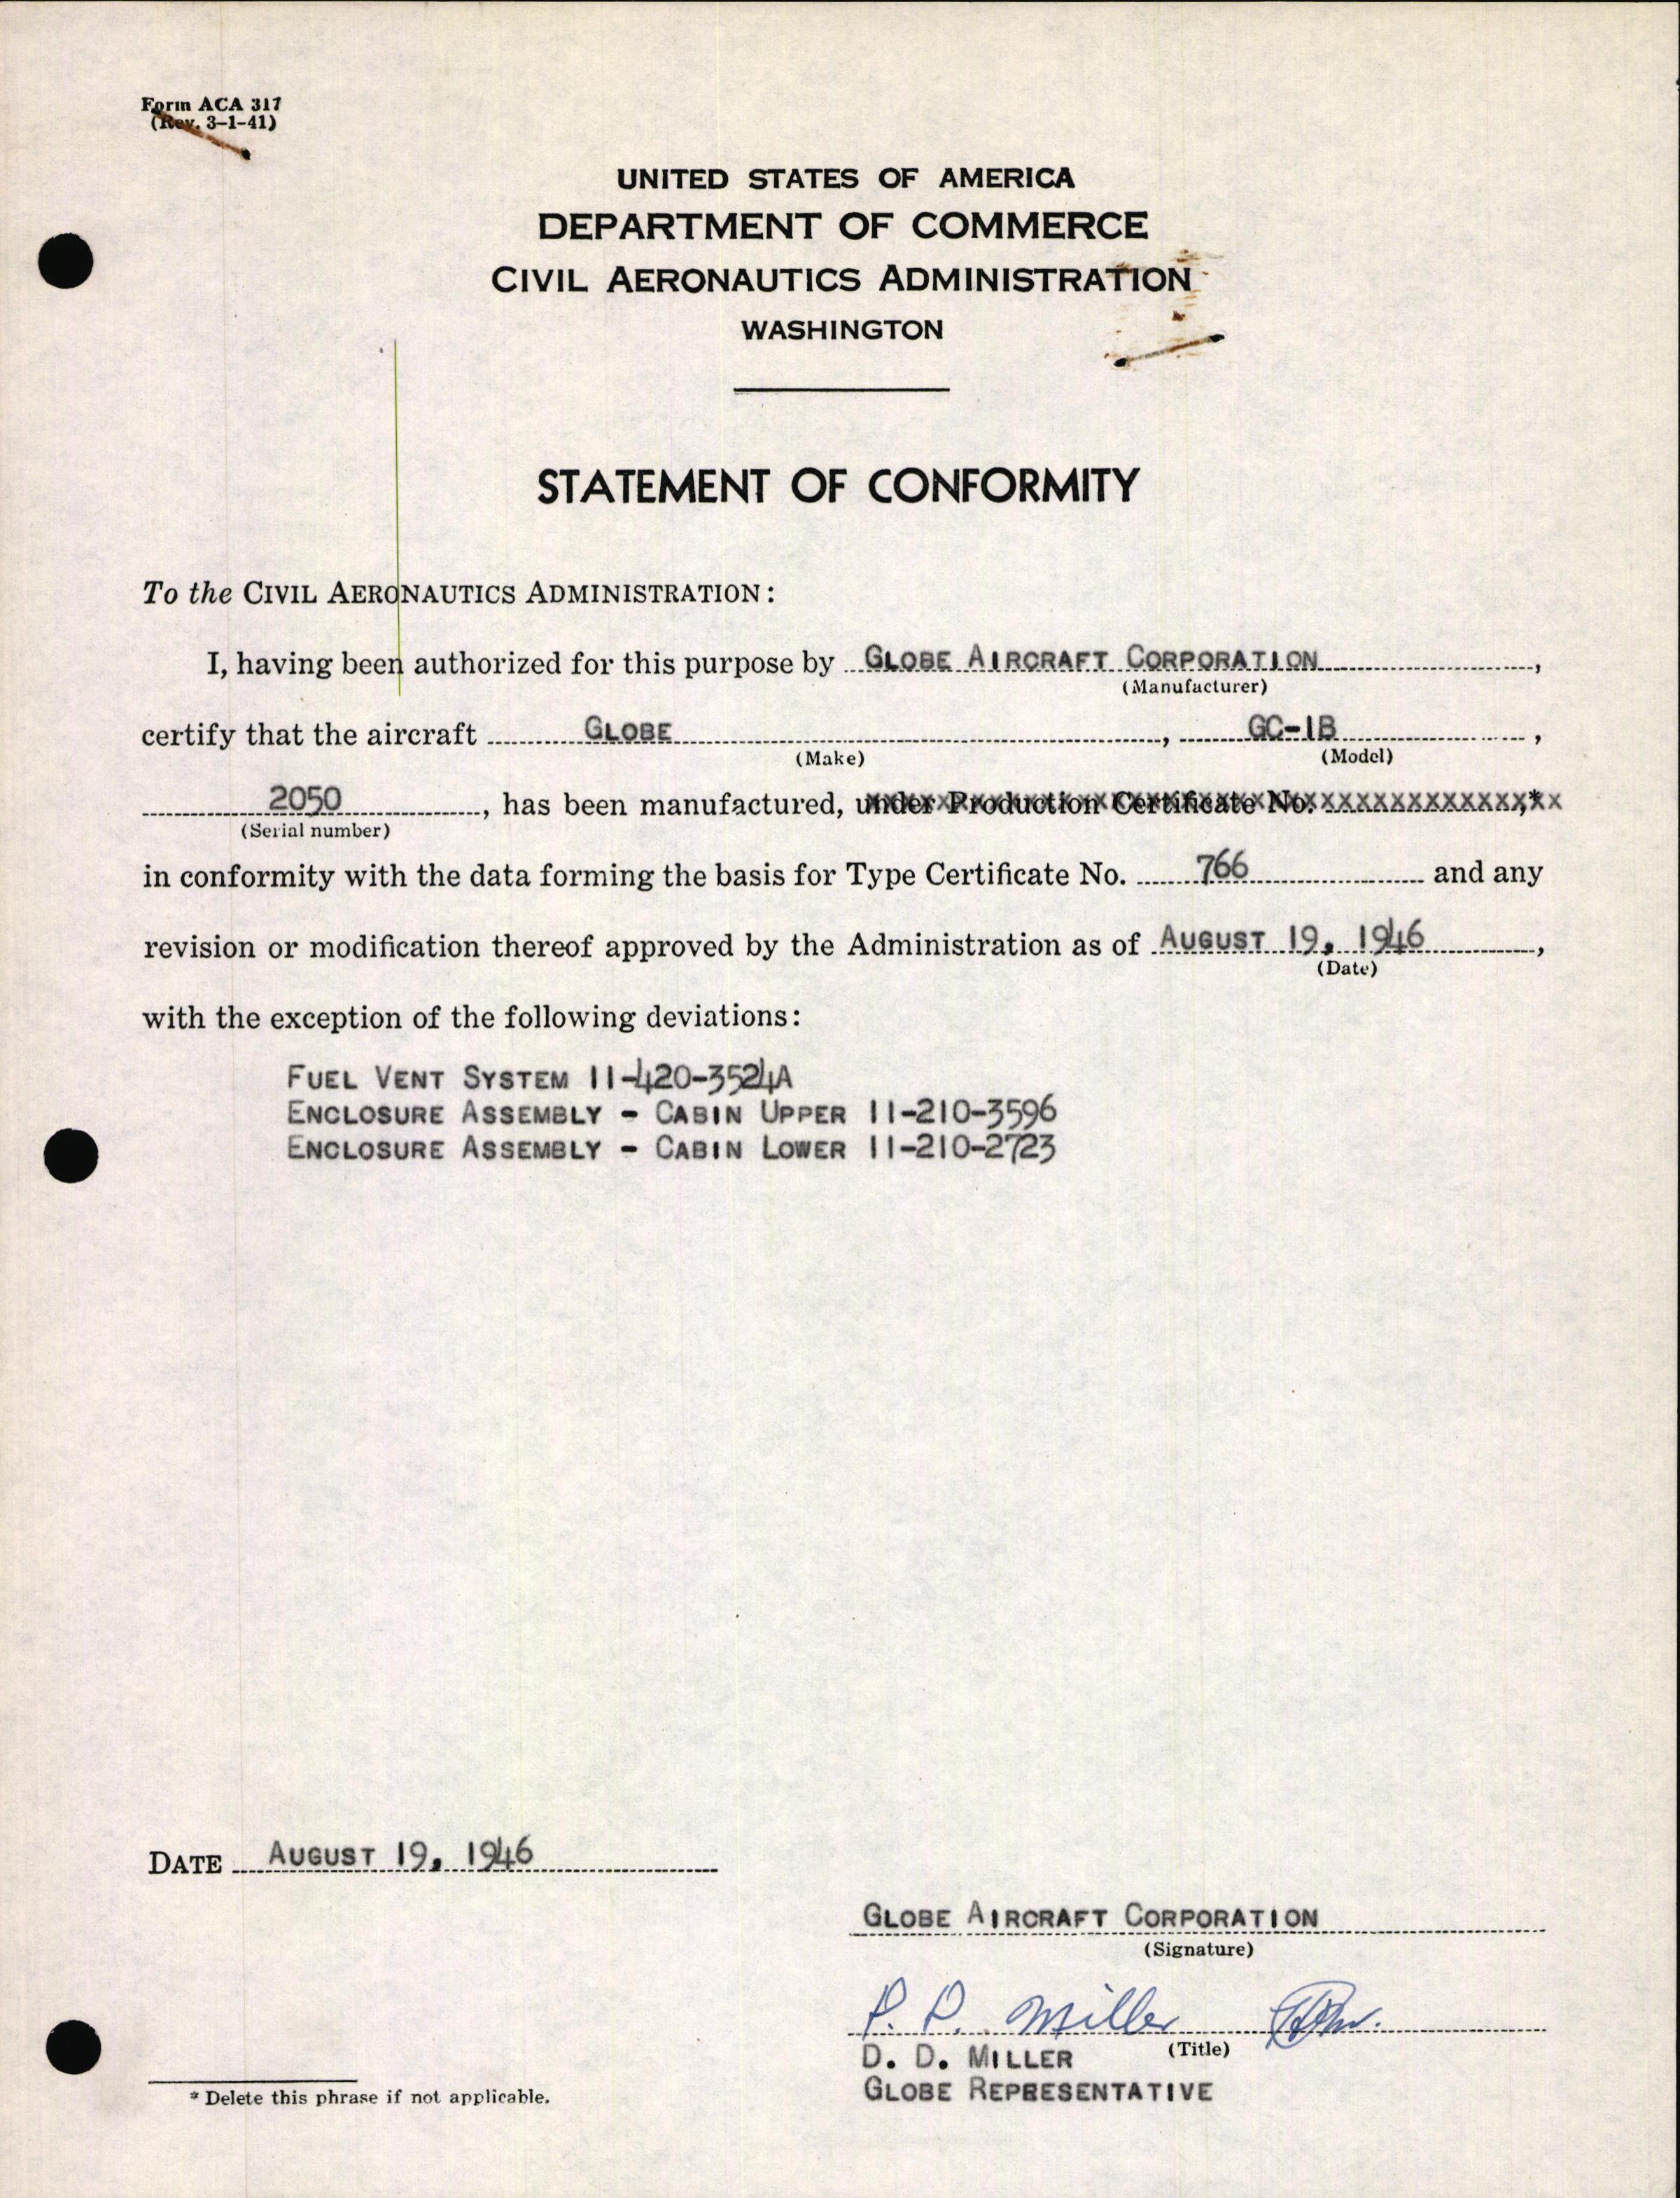 Form ACA 317
(Rev. 3-1-41)
UNITED STATES OF AMERICA
DEPARTMENT OF COMMERCE
CIVIL AERONAUTICS ADMINISTRATION
WASHINGTON
STATEMENT OF CONFORMITY
To the CIVIL AERONAUTICS ADMINISTRATION:
I, having been authorized for this purpose by GLOBE AIRCRAFT CORPORATION,
(Manufacturer)
certify that the aircraft GLOBE, GC-1B,
(Make) (Model)
2050, has been manufactured, under Production Certificate No. xxxxxxxxxxxxxxx,*xx
(Serial number)
in conformity with the data forming the basis for Type Certificate No. 766 and any
revision or modification thereof approved by the Administration as of AUGUST 19, 1946,
(Date)
with the exception of the following deviations:
FUEL VENT SYSTEM 11-420-3524A
ENCLOSURE ASSEMBLY - CABIN UPPER 11-210-3596
ENCLOSURE ASSEMBLY - CABIN LOWER 11-210-2723
DATE AUGUST 19, 1946
GLOBE AIRCRAFT CORPORATION
(Signature)
D. D. Miller
D. D. MILLER (Title)
GLOBE REPRESENTATIVE
* Delete this phrase if not applicable.